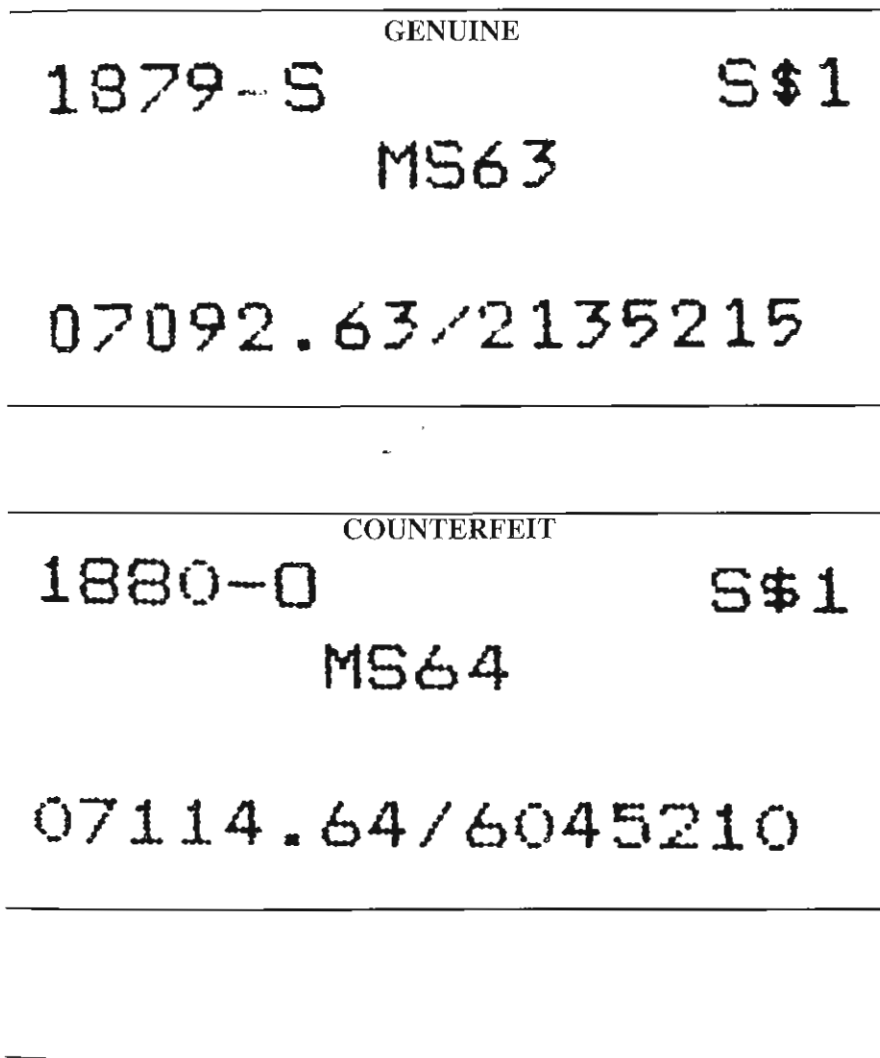 GENUINE
1879-S S$1
MS63
07092.63/2135215
COUNTERFEIT
1880-O S$1
MS64
07114.64/6045210